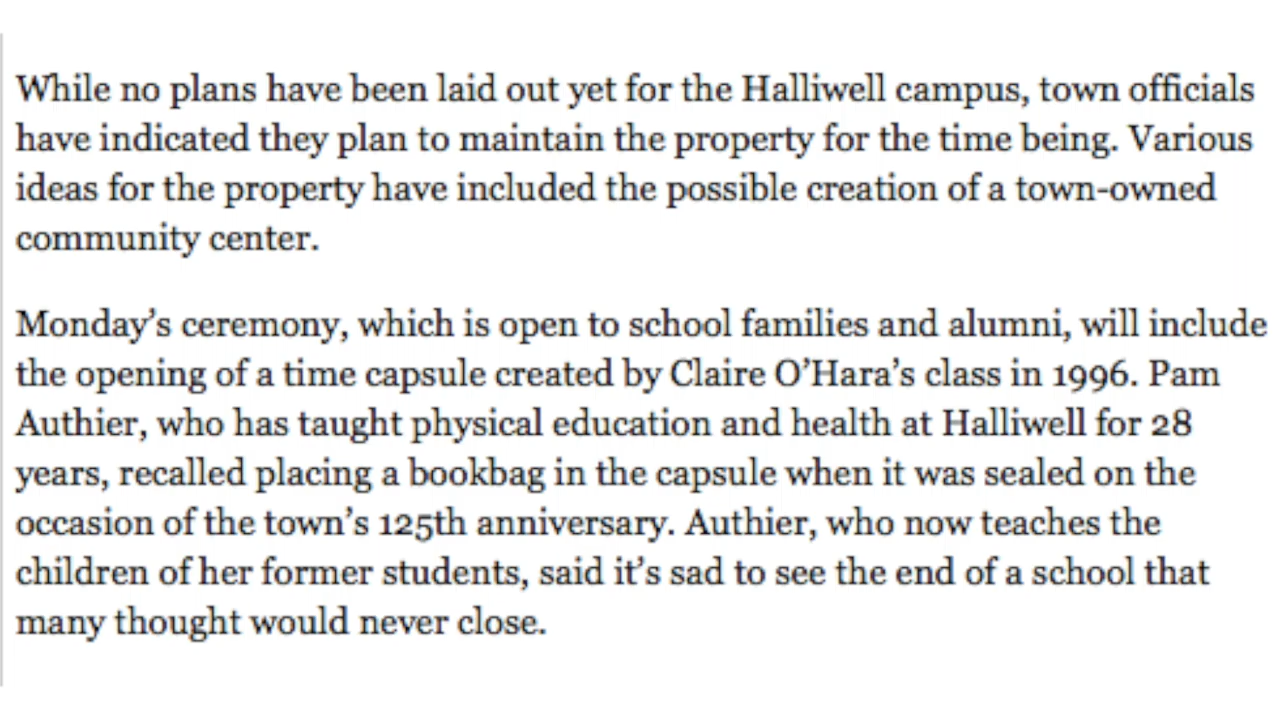 While no plans have been laid out yet for the Halliwell campus, town officials
have indicated they plan to maintain the property for the time being. Various
ideas for the property have included the possible creation of a town-owned
community center.
Monday’s ceremony, which is open to school families and alumni, will include
the opening of a time capsule created by Claire O’Hara’s class in 1996. Pam
Authier, who has taught physical education and health at Halliwell for 28
years, recalled placing a bookbag in the capsule when it was sealed on the
occasion of the town’s 125th anniversary. Authier, who now teaches the
children of her former students, said it’s sad to see the end of a school that
many thought would never close.